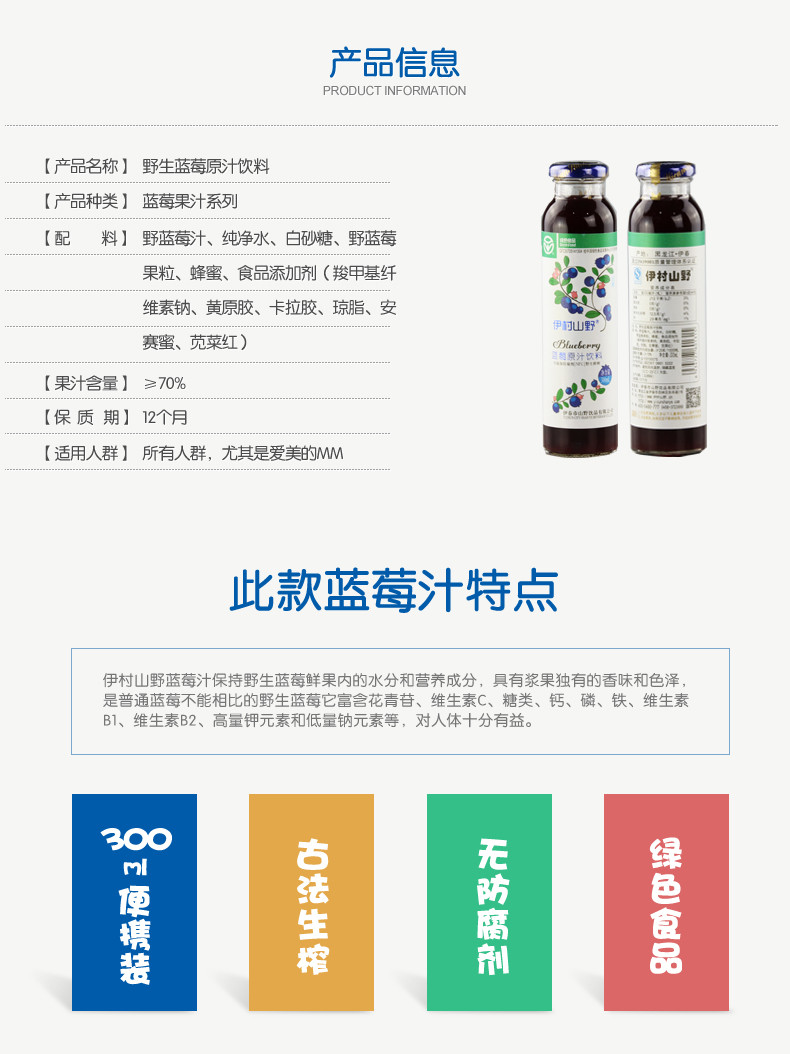 产品信息
PRODUCT INFORMATION
【产品名称】 野生蓝莓原汁饮料
【产品种类】 蓝莓果汁系列
【配 料】 野蓝莓汁、纯净水、白砂糖、野蓝莓
果粒、蜂蜜、食品添加剂（羧甲基纤
维素钠、黄原胶、卡拉胶、琼脂、安
赛蜜、苋菜红）
【果汁含量】 ≥70%
【保 质 期】 12个月
【适用人群】 所有人群，尤其是爱美的MM
伊村山野
Blueberry
蓝莓原汁饮料
伊村山野
此款蓝莓汁特点
伊村山野蓝莓汁保持野生蓝莓鲜果内的水分和营养成分，具有浆果独有的香味和色泽，
是普通蓝莓不能相比的野生蓝莓它富含花青苷、维生素C、糖类、钙、磷、铁、维生素
B1、维生素B2、高量钾元素和低量钠元素等，对人体十分有益。
300
ml
便携装
古法生榨
无防腐剂
绿色食品